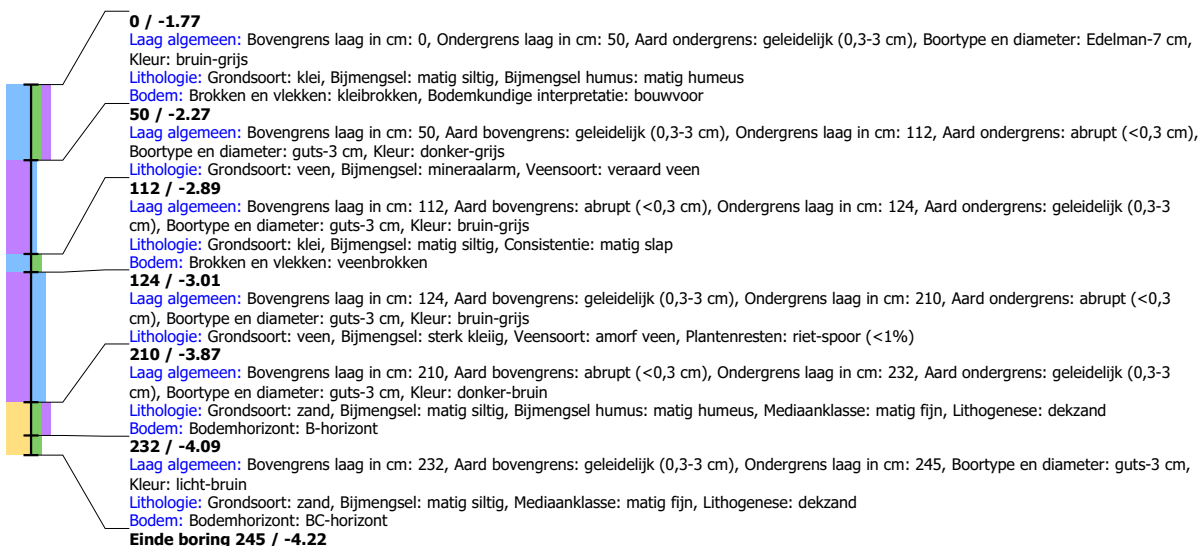 0 / -1.77
Laag algemeen: Bovengrens laag in cm: 0, Ondergrens laag in cm: 50, Aard ondergrens: geleidelijk (0,3-3 cm), Boortype en diameter: Edelman-7 cm,
Kleur: bruin-grijs
Lithologie: Grondsoort: klei, Bijmengsel: matig siltig, Bijmengsel humus: matig humeus
Bodem: Brokken en vlekken: kleibrokken, Bodemkundige interpretatie: bouwvoor
50 / -2.27
Laag algemeen: Bovengrens laag in cm: 50, Aard bovengrens: geleidelijk (0,3-3 cm), Ondergrens laag in cm: 112, Aard ondergrens: abrupt (<0,3 cm),
Boortype en diameter: guts-3 cm, Kleur: donker-grijs
Lithologie: Grondsoort: veen, Bijmengsel: mineraalarm, Veensoort: veraard veen
112 / -2.89
Laag algemeen: Bovengrens laag in cm: 112, Aard bovengrens: abrupt (<0,3 cm), Ondergrens laag in cm: 124, Aard ondergrens: geleidelijk (0,3-3
cm), Boortype en diameter: guts-3 cm, Kleur: bruin-grijs
Lithologie: Grondsoort: klei, Bijmengsel: matig siltig, Consistentie: matig slap
Bodem: Brokken en vlekken: veenbrokken
124 / -3.01
Laag algemeen: Bovengrens laag in cm: 124, Aard bovengrens: geleidelijk (0,3-3 cm), Ondergrens laag in cm: 210, Aard ondergrens: abrupt (<0,3
cm), Boortype en diameter: guts-3 cm, Kleur: bruin-grijs
Lithologie: Grondsoort: veen, Bijmengsel: sterk kleiig, Veensoort: amorf veen, Plantenresten: riet-spoor (<1%)
210 / -3.87
Laag algemeen: Bovengrens laag in cm: 210, Aard bovengrens: abrupt (<0,3 cm), Ondergrens laag in cm: 232, Aard ondergrens: geleidelijk (0,3-3
cm), Boortype en diameter: guts-3 cm, Kleur: donker-bruin
Lithologie: Grondsoort: zand, Bijmengsel: matig siltig, Bijmengsel humus: matig humeus, Mediaanklasse: matig fijn, Lithogenese: dekzand
Bodem: Bodemhorizont: B-horizont
232 / -4.09
Laag algemeen: Bovengrens laag in cm: 232, Aard bovengrens: geleidelijk (0,3-3 cm), Ondergrens laag in cm: 245, Boortype en diameter: guts-3 cm,
Kleur: licht-bruin
Lithologie: Grondsoort: zand, Bijmengsel: matig siltig, Mediaanklasse: matig fijn, Lithogenese: dekzand
Bodem: Bodemhorizont: BC-horizont
Einde boring 245 / -4.22